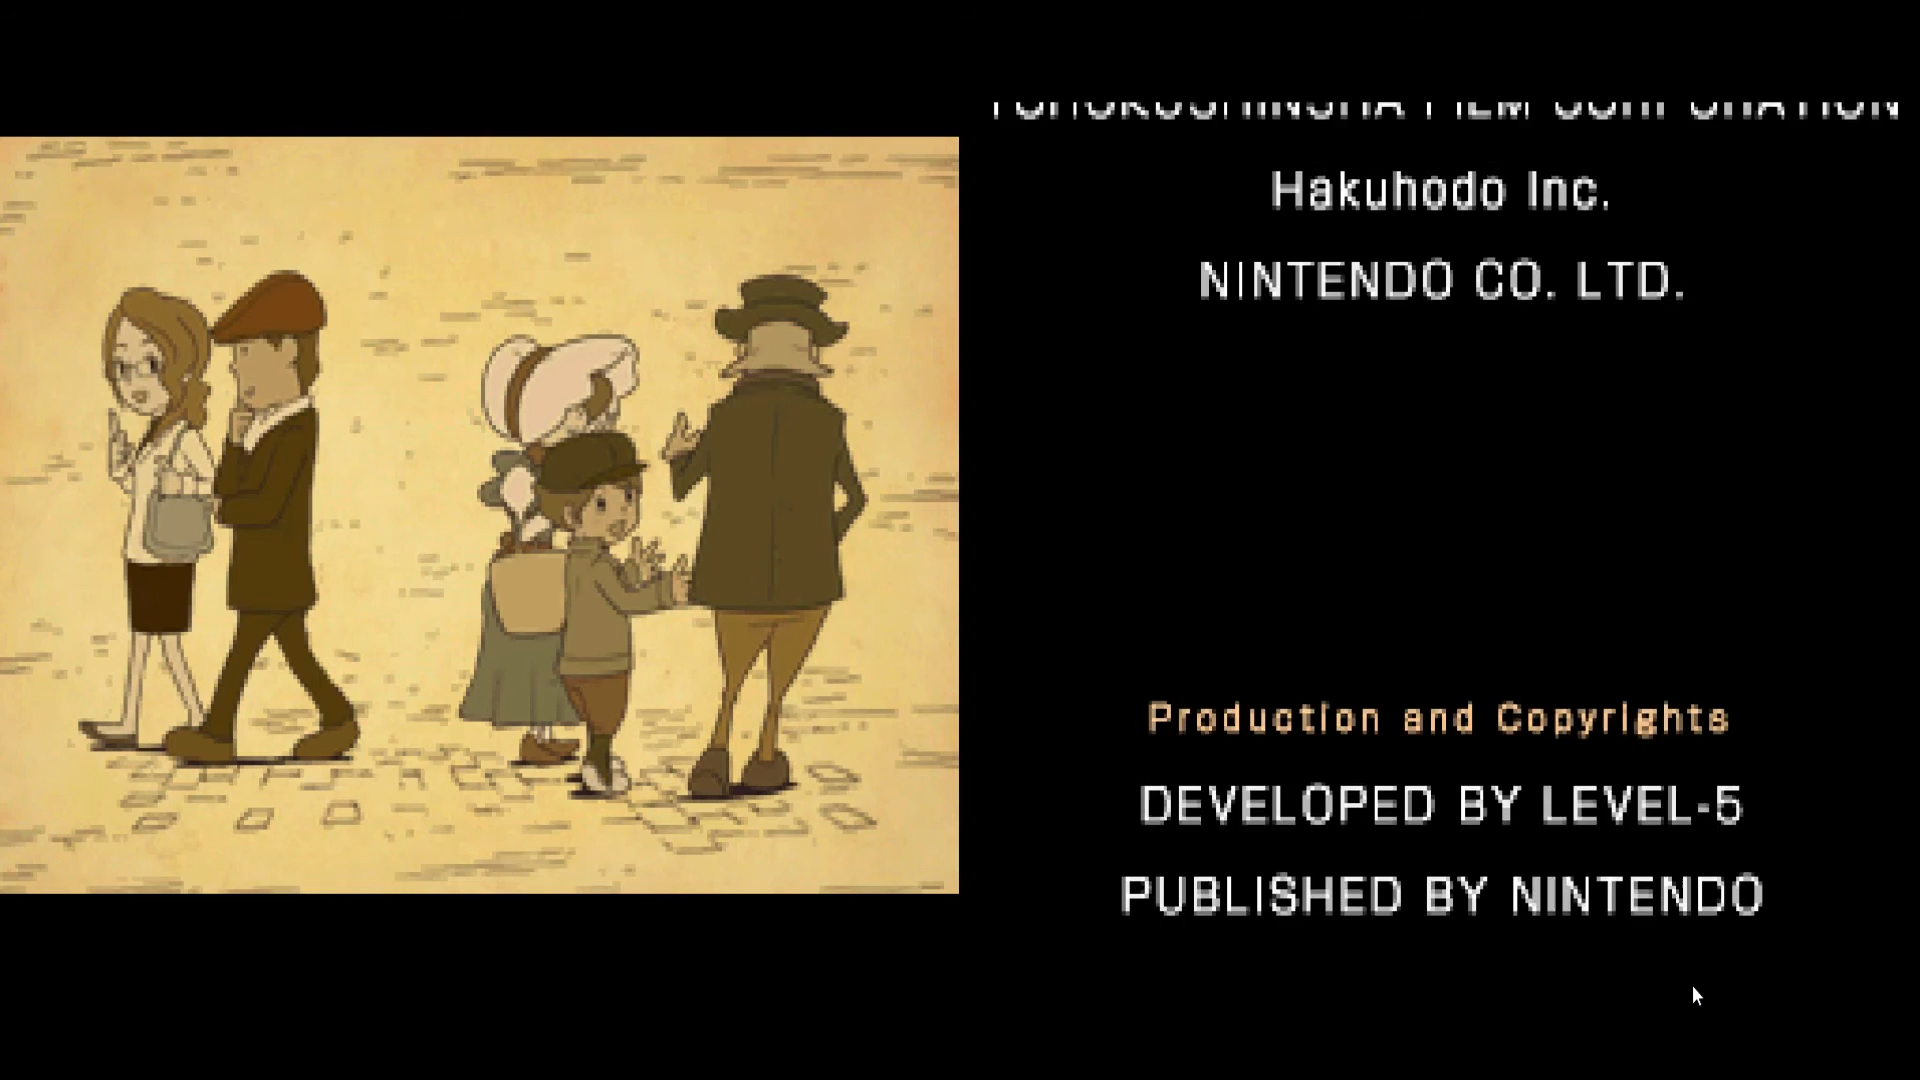 Hakuhodo Inc.
NINTENDO CO. LTD.
Production and Copyrights
DEVELOPED BY LEVEL-5
PUBLISHED BY NINTENDO